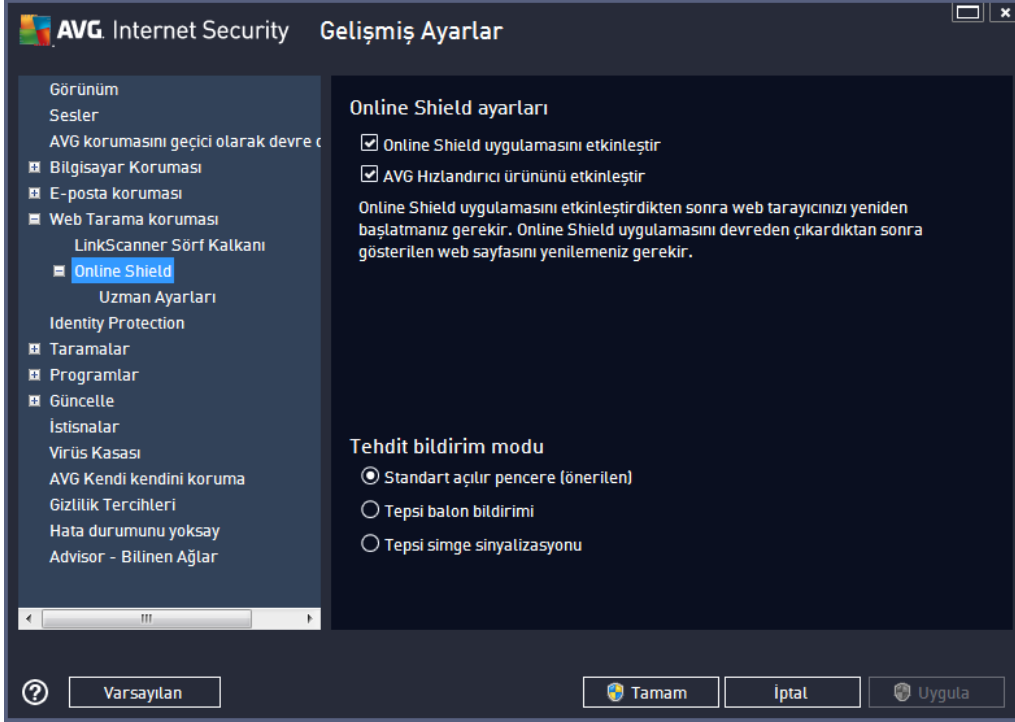 AVG. Internet Security Gelişmiş Ayarlar
Görünüm
Sesler
AVG korumasını geçici olarak devre
Bilgisayar Koruması
E-posta koruması
Web Tarama koruması
LinkScanner Sörf Kalkanı
Online Shield
Uzman Ayarları
Identity Protection
Taramalar
Programlar
Güncelle
İstisnalar
Virüs Kasası
AVG Kendi kendini koruma
Gizlilik Tercihleri
Hata durumunu yoksay
Advisor - Bilinen Ağlar
Online Shield ayarları
Online Shield uygulamasını etkinleştir
AVG Hızlandırıcı ürününü etkinleştir
Online Shield uygulamasını etkinleştirdikten sonra web tarayıcınızı yeniden
başlatmanız gerekir. Online Shield uygulamasını devreden çıkardıktan sonra
gösterilen web sayfasını yenilemeniz gerekir.
Tehdit bildirim modu
Standart açılır pencere (önerilen)
Tepsi balon bildirimi
Tepsi simge sinyalizasyonu
Varsayılan
Tamam
İptal
Uygula